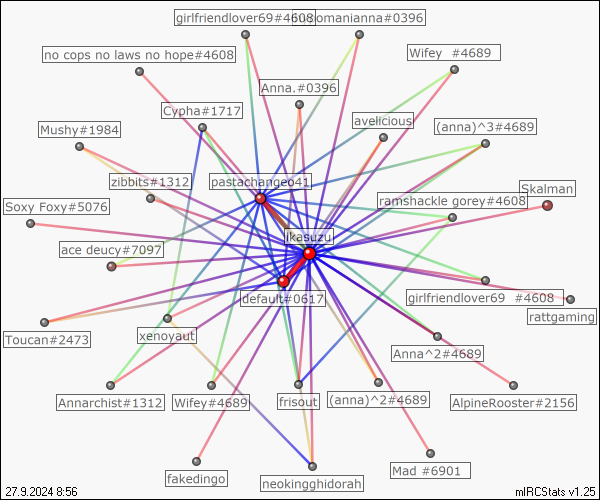 girlfriendlover69#4608
omanianna#0396
no cops no laws no hope#4608
Wifey  #4689
Anna.#0396
Cypha#1717
avelicious
Mushy#1984
(anna)^3#4689
zibbits#1312
pastachangeo41
Skalman
ramshackle gorey#4608
Soxy Foxy#5076
ikasuzu
ace deucy#7097
default#0617
girlfriendlover69  #4608
rattgaming
Toucan#2473
xenoyaut
Anna^2#4689
Annarchist#1312
Wifey#4689
frisout
(anna)^2#4689
AlpineRooster#2156
fakedingo
neokingghidorah
Mad #6901
27.9.2024 8:56
mIRCStats v1.25